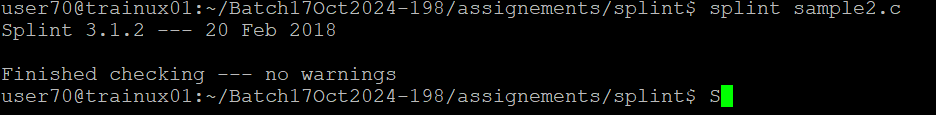 user70@trainux01:~/Batch17Oct2024-198/assignements/splint$ splint sample2.c
Splint 3.1.2 --- 20 Feb 2018
Finished checking --- no warnings
user70@trainux01:~/Batch17Oct2024-198/assignements/splint$ S